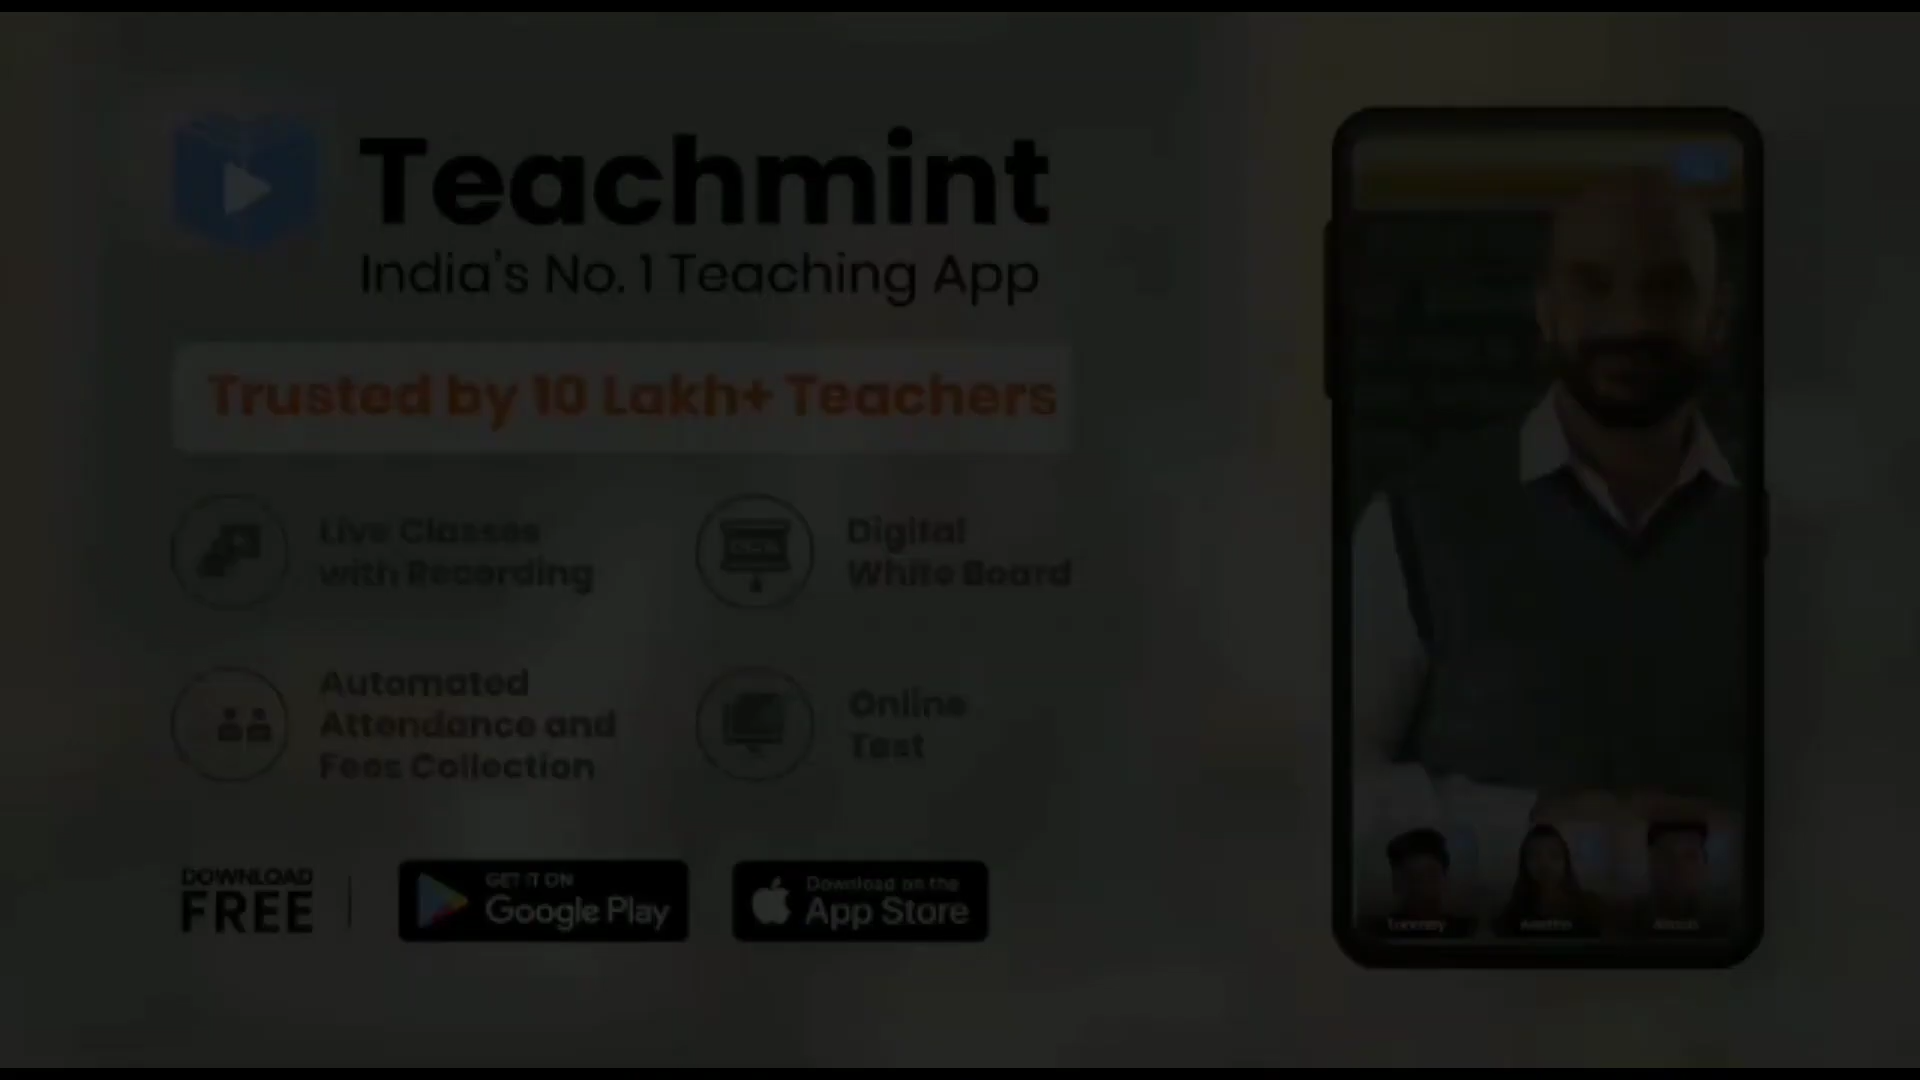 Teachmint
India's No. 1 Teaching App
Trusted by 10 Lakh+ Teachers
Live Classes
with Recording
Digital
White Board
Automated
Attendance and
Fees Collection
Online
Test
DOWNLOAD
FREE
GET IT ON
Google Play
Download on the
App Store